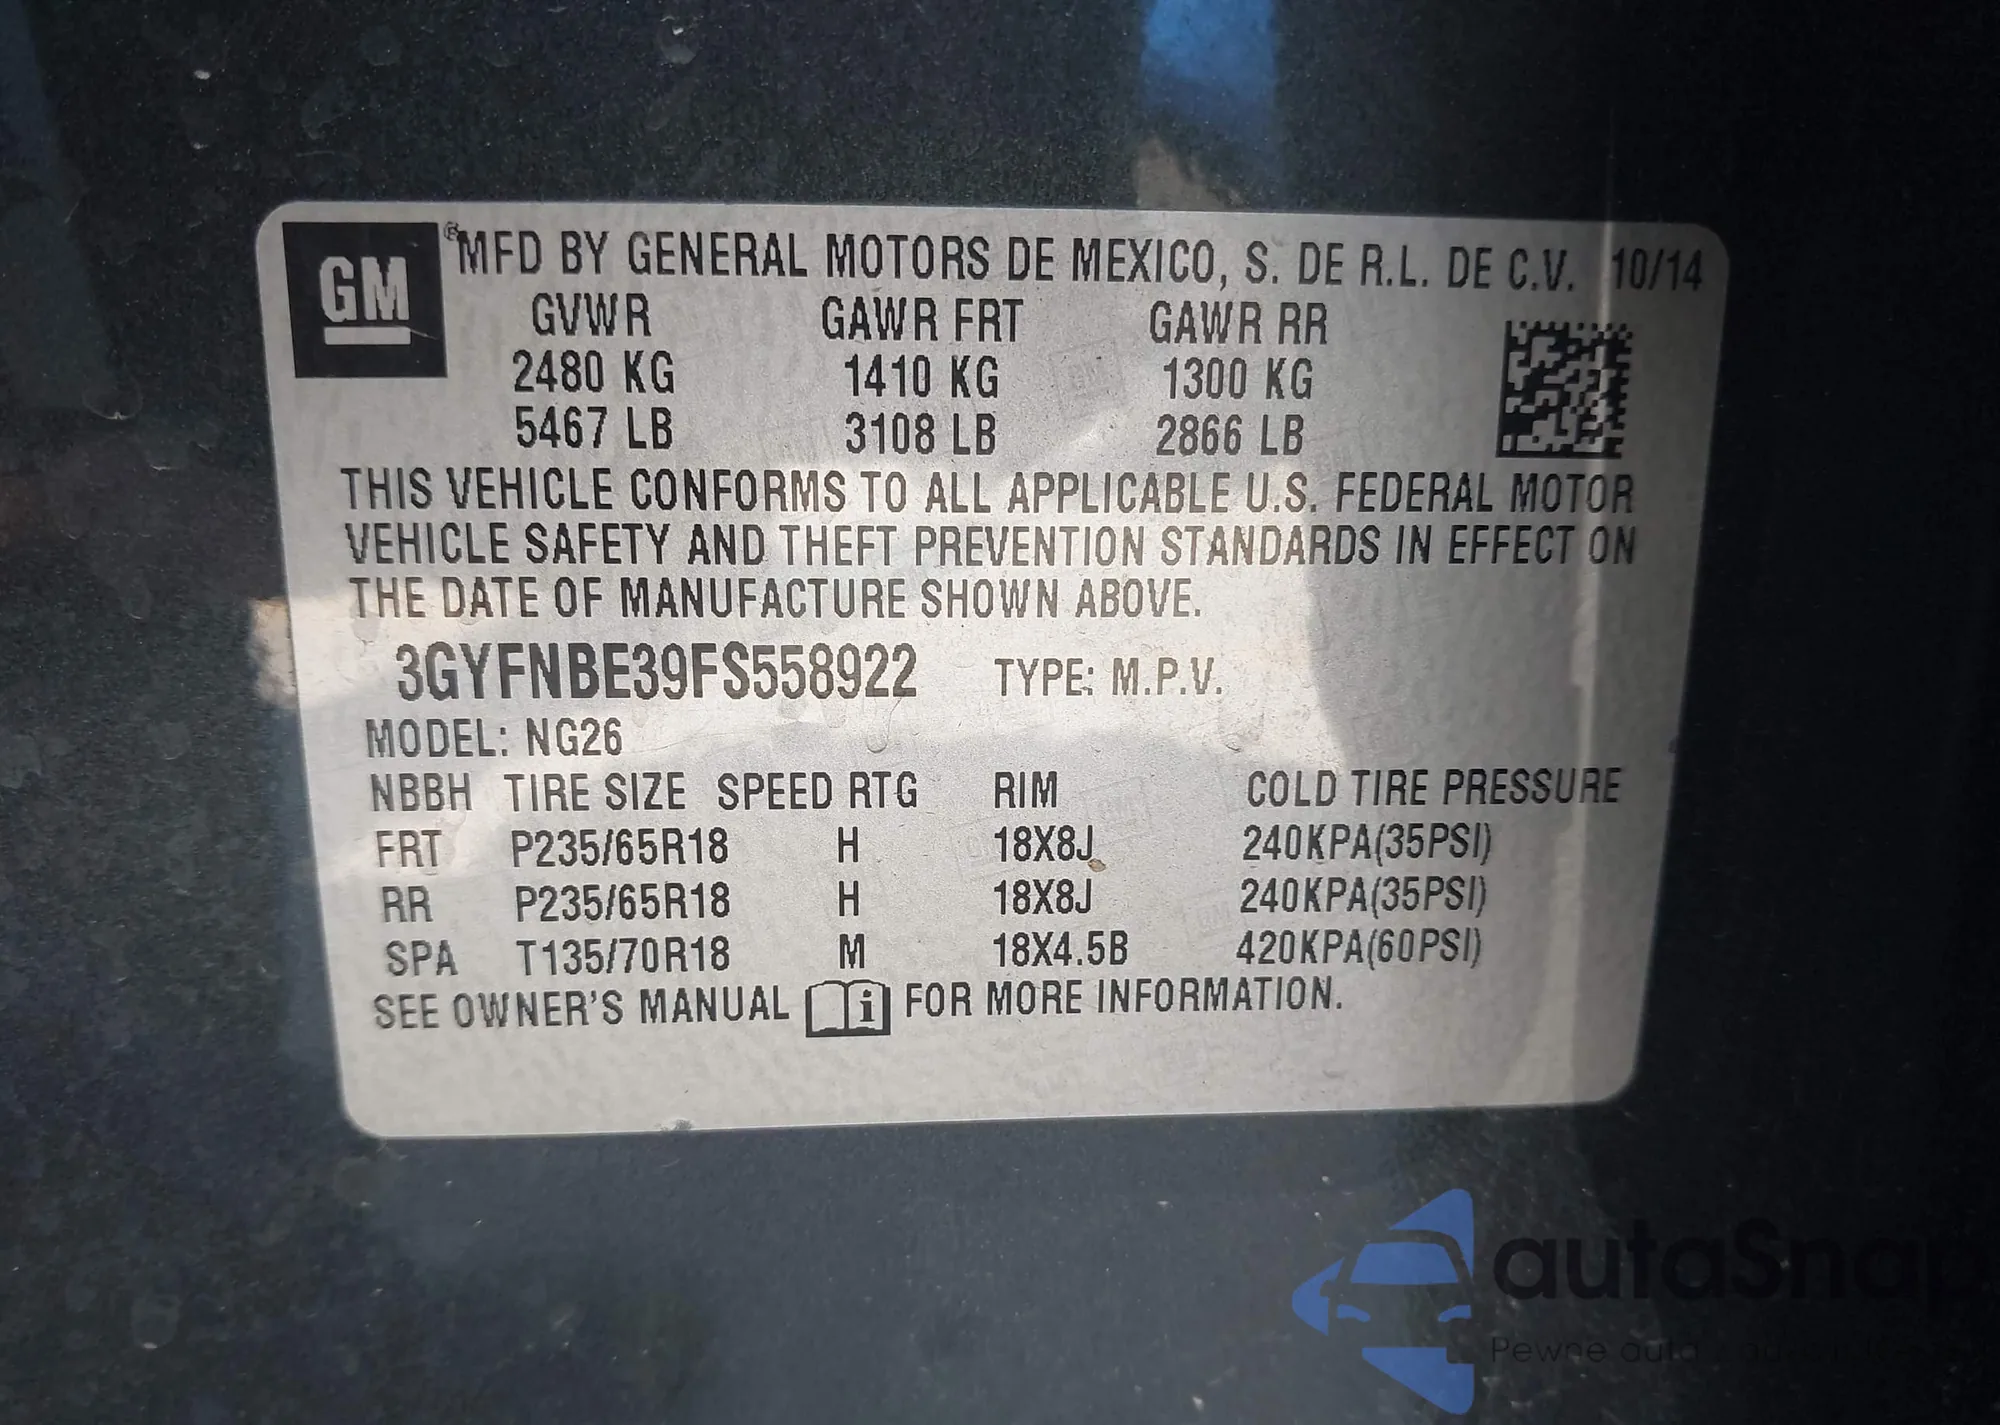 GM® MFD BY GENERAL MOTORS DE MEXICO, S. DE R.L. DE C.V. 10/14
GVWR GAWR FRT GAWR RR
2480 KG 1410 KG 1300 KG
5467 LB 3108 LB 2866 LB
THIS VEHICLE CONFORMS TO ALL APPLICABLE U.S. FEDERAL MOTOR
VEHICLE SAFETY AND THEFT PREVENTION STANDARDS IN EFFECT ON
THE DATE OF MANUFACTURE SHOWN ABOVE.
3GYFNBE39FS558922 TYPE: M.P.V.
MODEL: NG26
NBBH TIRE SIZE SPEED RTG RIM COLD TIRE PRESSURE
FRT P235/65R18 H 18X8J 240KPA(35PSI)
RR P235/65R18 H 18X8J 240KPA(35PSI)
SPA T135/70R18 M 18X4.5B 420KPA(60PSI)
SEE OWNER'S MANUAL i FOR MORE INFORMATION.
autaSnap
Pewne auta